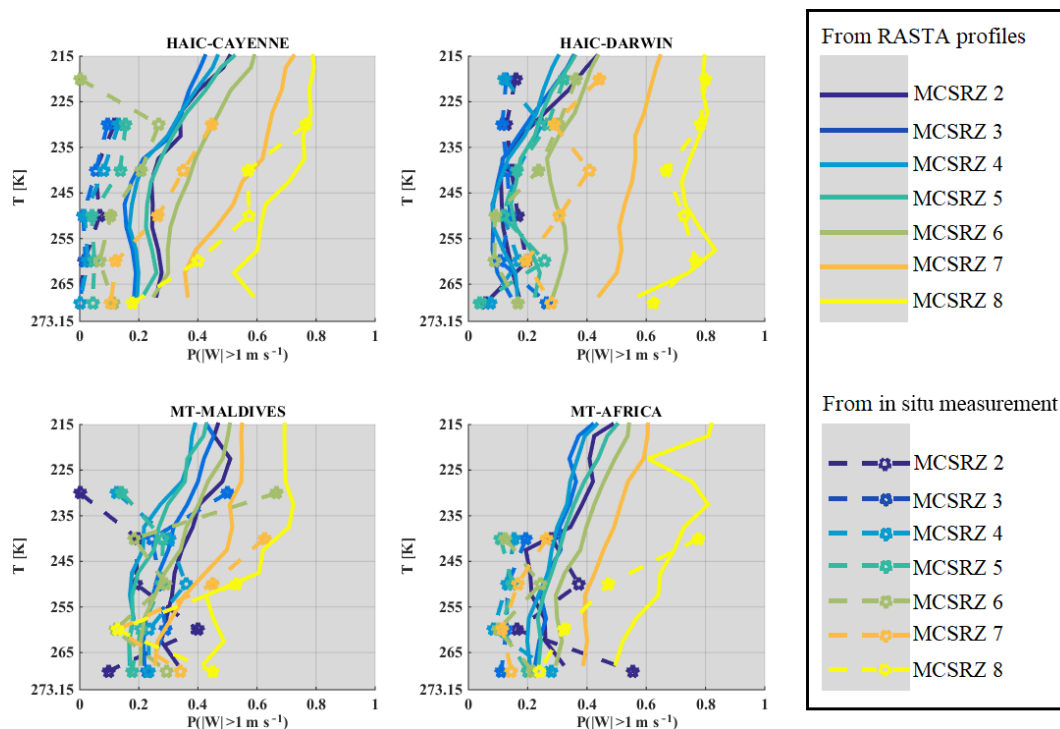 HAIC-CAYENNE
215
225
235
245
255
265
273.15
T [K]
0 0.2 0.4 0.6 0.8 1
P(|W|>1 m s⁻¹)
HAIC-DARWIN
215
225
235
245
255
265
273.15
T [K]
0 0.2 0.4 0.6 0.8 1
P(|W|>1 m s⁻¹)
MT-MALDIVES
215
225
235
245
255
265
273.15
T [K]
0 0.2 0.4 0.6 0.8 1
P(|W|>1 m s⁻¹)
MT-AFRICA
215
225
235
245
255
265
273.15
T [K]
0 0.2 0.4 0.6 0.8 1
P(|W|>1 m s⁻¹)
From RASTA profiles
MCSRZ 2
MCSRZ 3
MCSRZ 4
MCSRZ 5
MCSRZ 6
MCSRZ 7
MCSRZ 8
From in situ measurement
MCSRZ 2
MCSRZ 3
MCSRZ 4
MCSRZ 5
MCSRZ 6
MCSRZ 7
MCSRZ 8